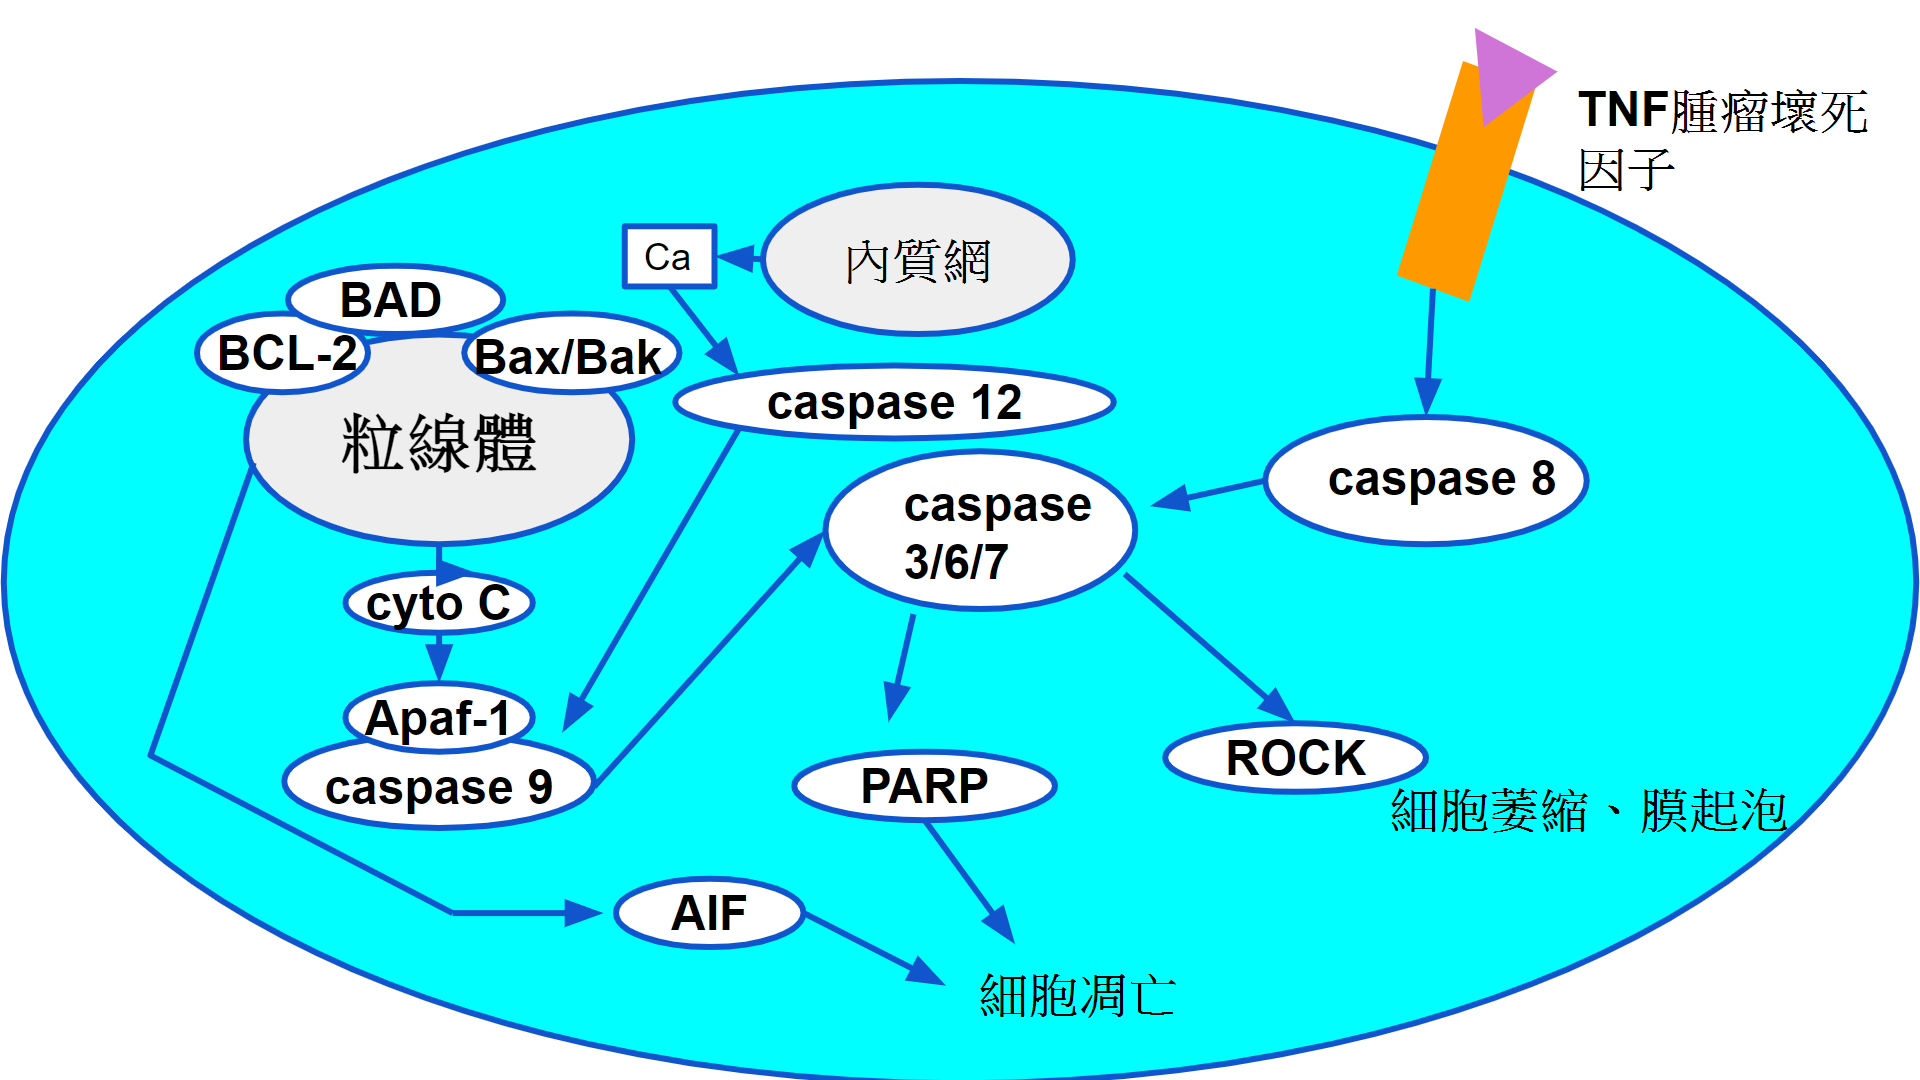 TNF腫瘤壞死
因子
內質網
Ca
BAD
BCL-2
Bax/Bak
粒線體
caspase 12
caspase 8
caspase
3/6/7
cyto C
Apaf-1
caspase 9
PARP
ROCK
細胞萎縮、膜起泡
AIF
細胞凋亡